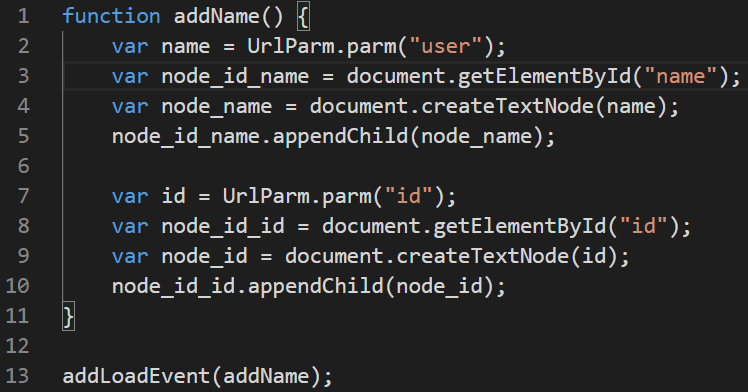 1 function addName() {
2     var name = UrlParm.parm("user");
3     var node_id_name = document.getElementById("name");
4     var node_name = document.createTextNode(name);
5     node_id_name.appendChild(node_name);
6
7     var id = UrlParm.parm("id");
8     var node_id_id = document.getElementById("id");
9     var node_id = document.createTextNode(id);
10     node_id_id.appendChild(node_id);
11 }
12
13 addLoadEvent(addName);